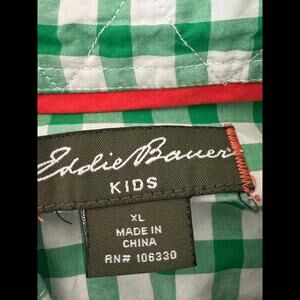 Eddie Bauer
KIDS
XL
MADE IN
CHINA
RN# 106330